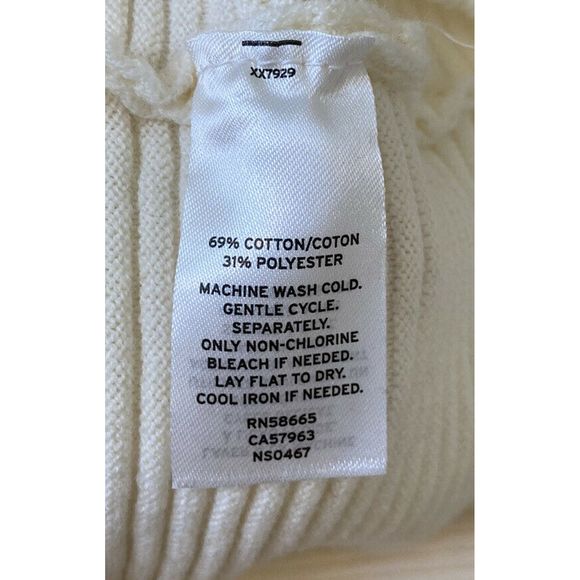 XX7929
69% COTTON/COTON
31% POLYESTER
MACHINE WASH COLD.
GENTLE CYCLE.
SEPARATELY.
ONLY NON-CHLORINE
BLEACH IF NEEDED.
LAY FLAT TO DRY.
COOL IRON IF NEEDED.
RN58665
CA57963
NS0467